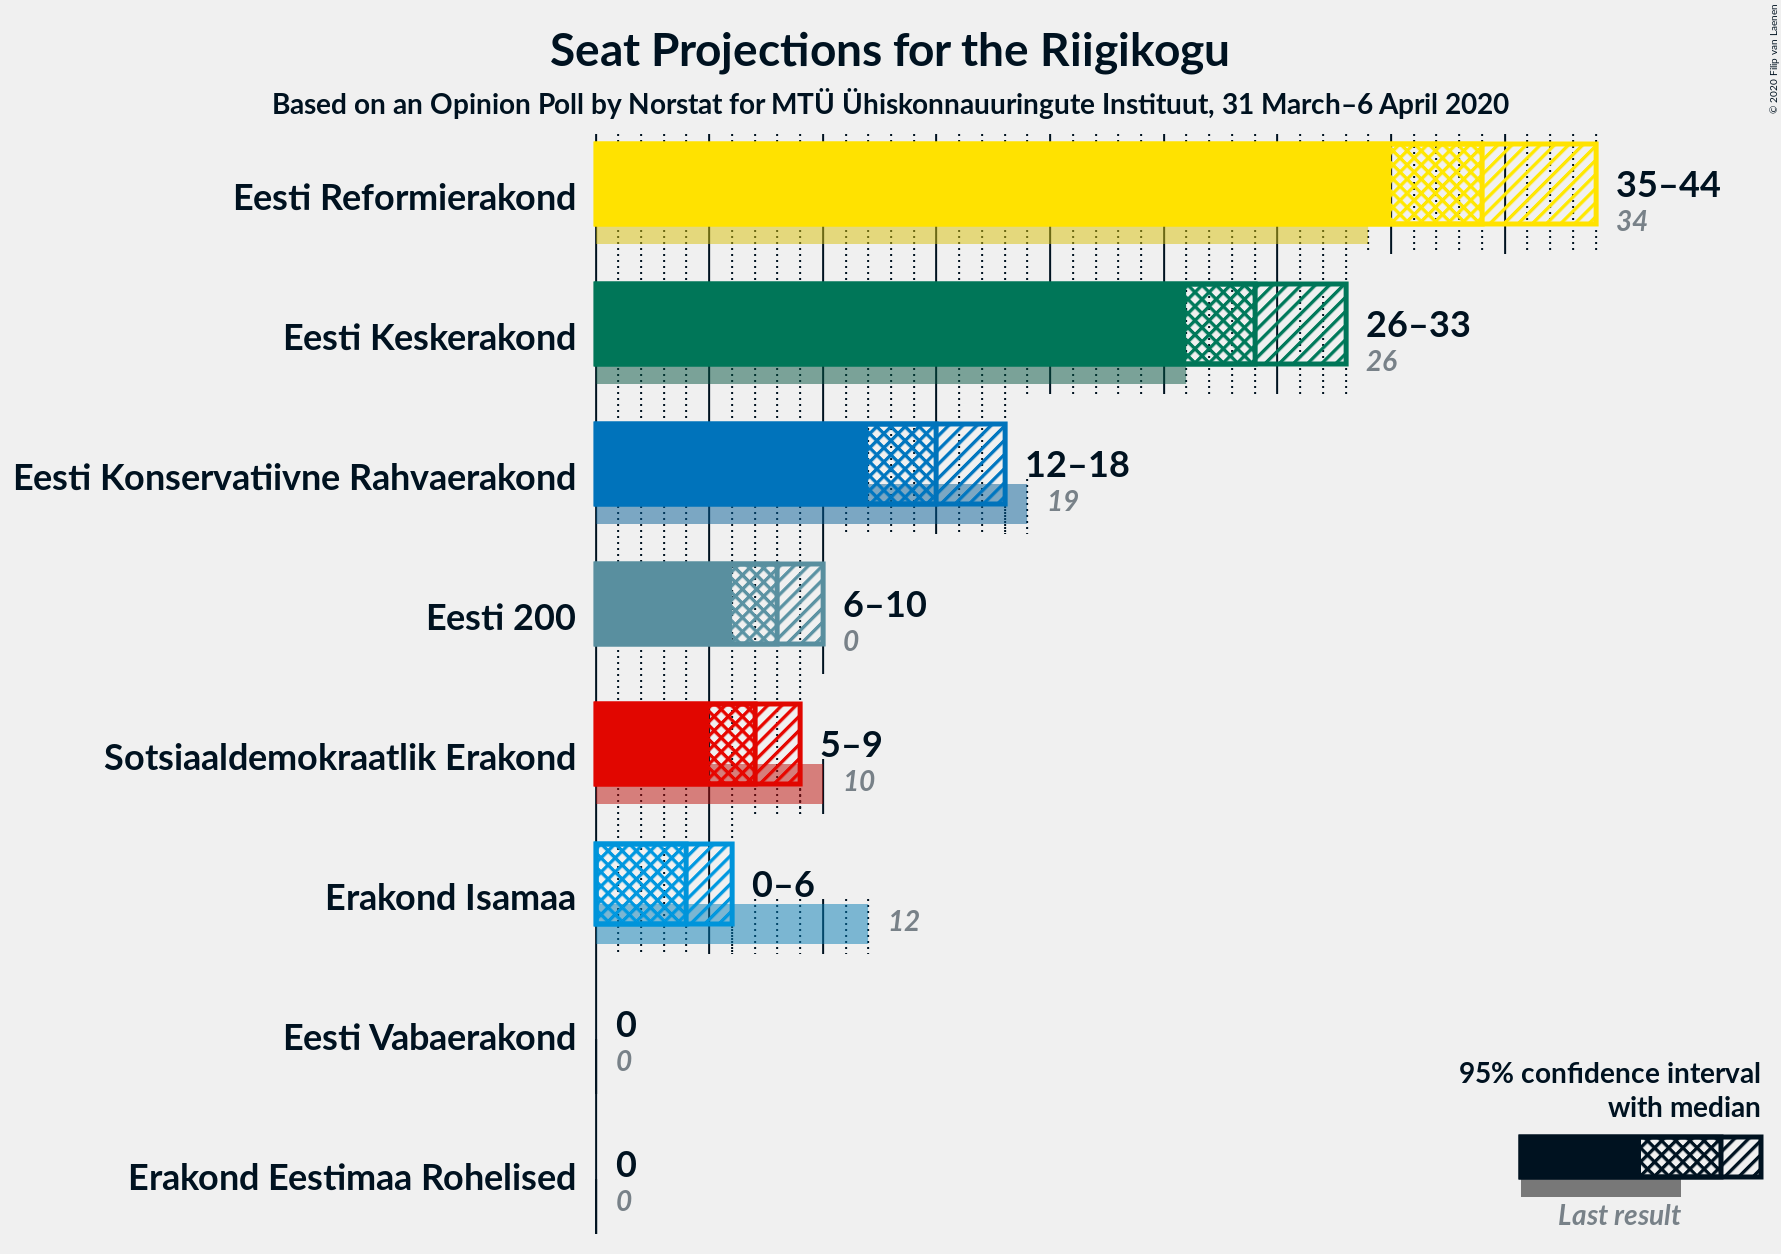 Seat Projections for the Riigikogu
Based on an Opinion Poll by Norstat for MTÜ Ühiskonnauuringute Instituut, 31 March–6 April 2020
© 2020 Filip van Laenen
Eesti Reformierakond
35–44
34
Eesti Keskerakond
26–33
26
Eesti Konservatiivne Rahvaerakond
12–18
19
Eesti 200
6–10
0
Sotsiaaldemokraatlik Erakond
5–9
10
Erakond Isamaa
0–6
12
Eesti Vabaerakond
0
0
Erakond Eestimaa Rohelised
0
0
95% confidence interval
with median
Last result